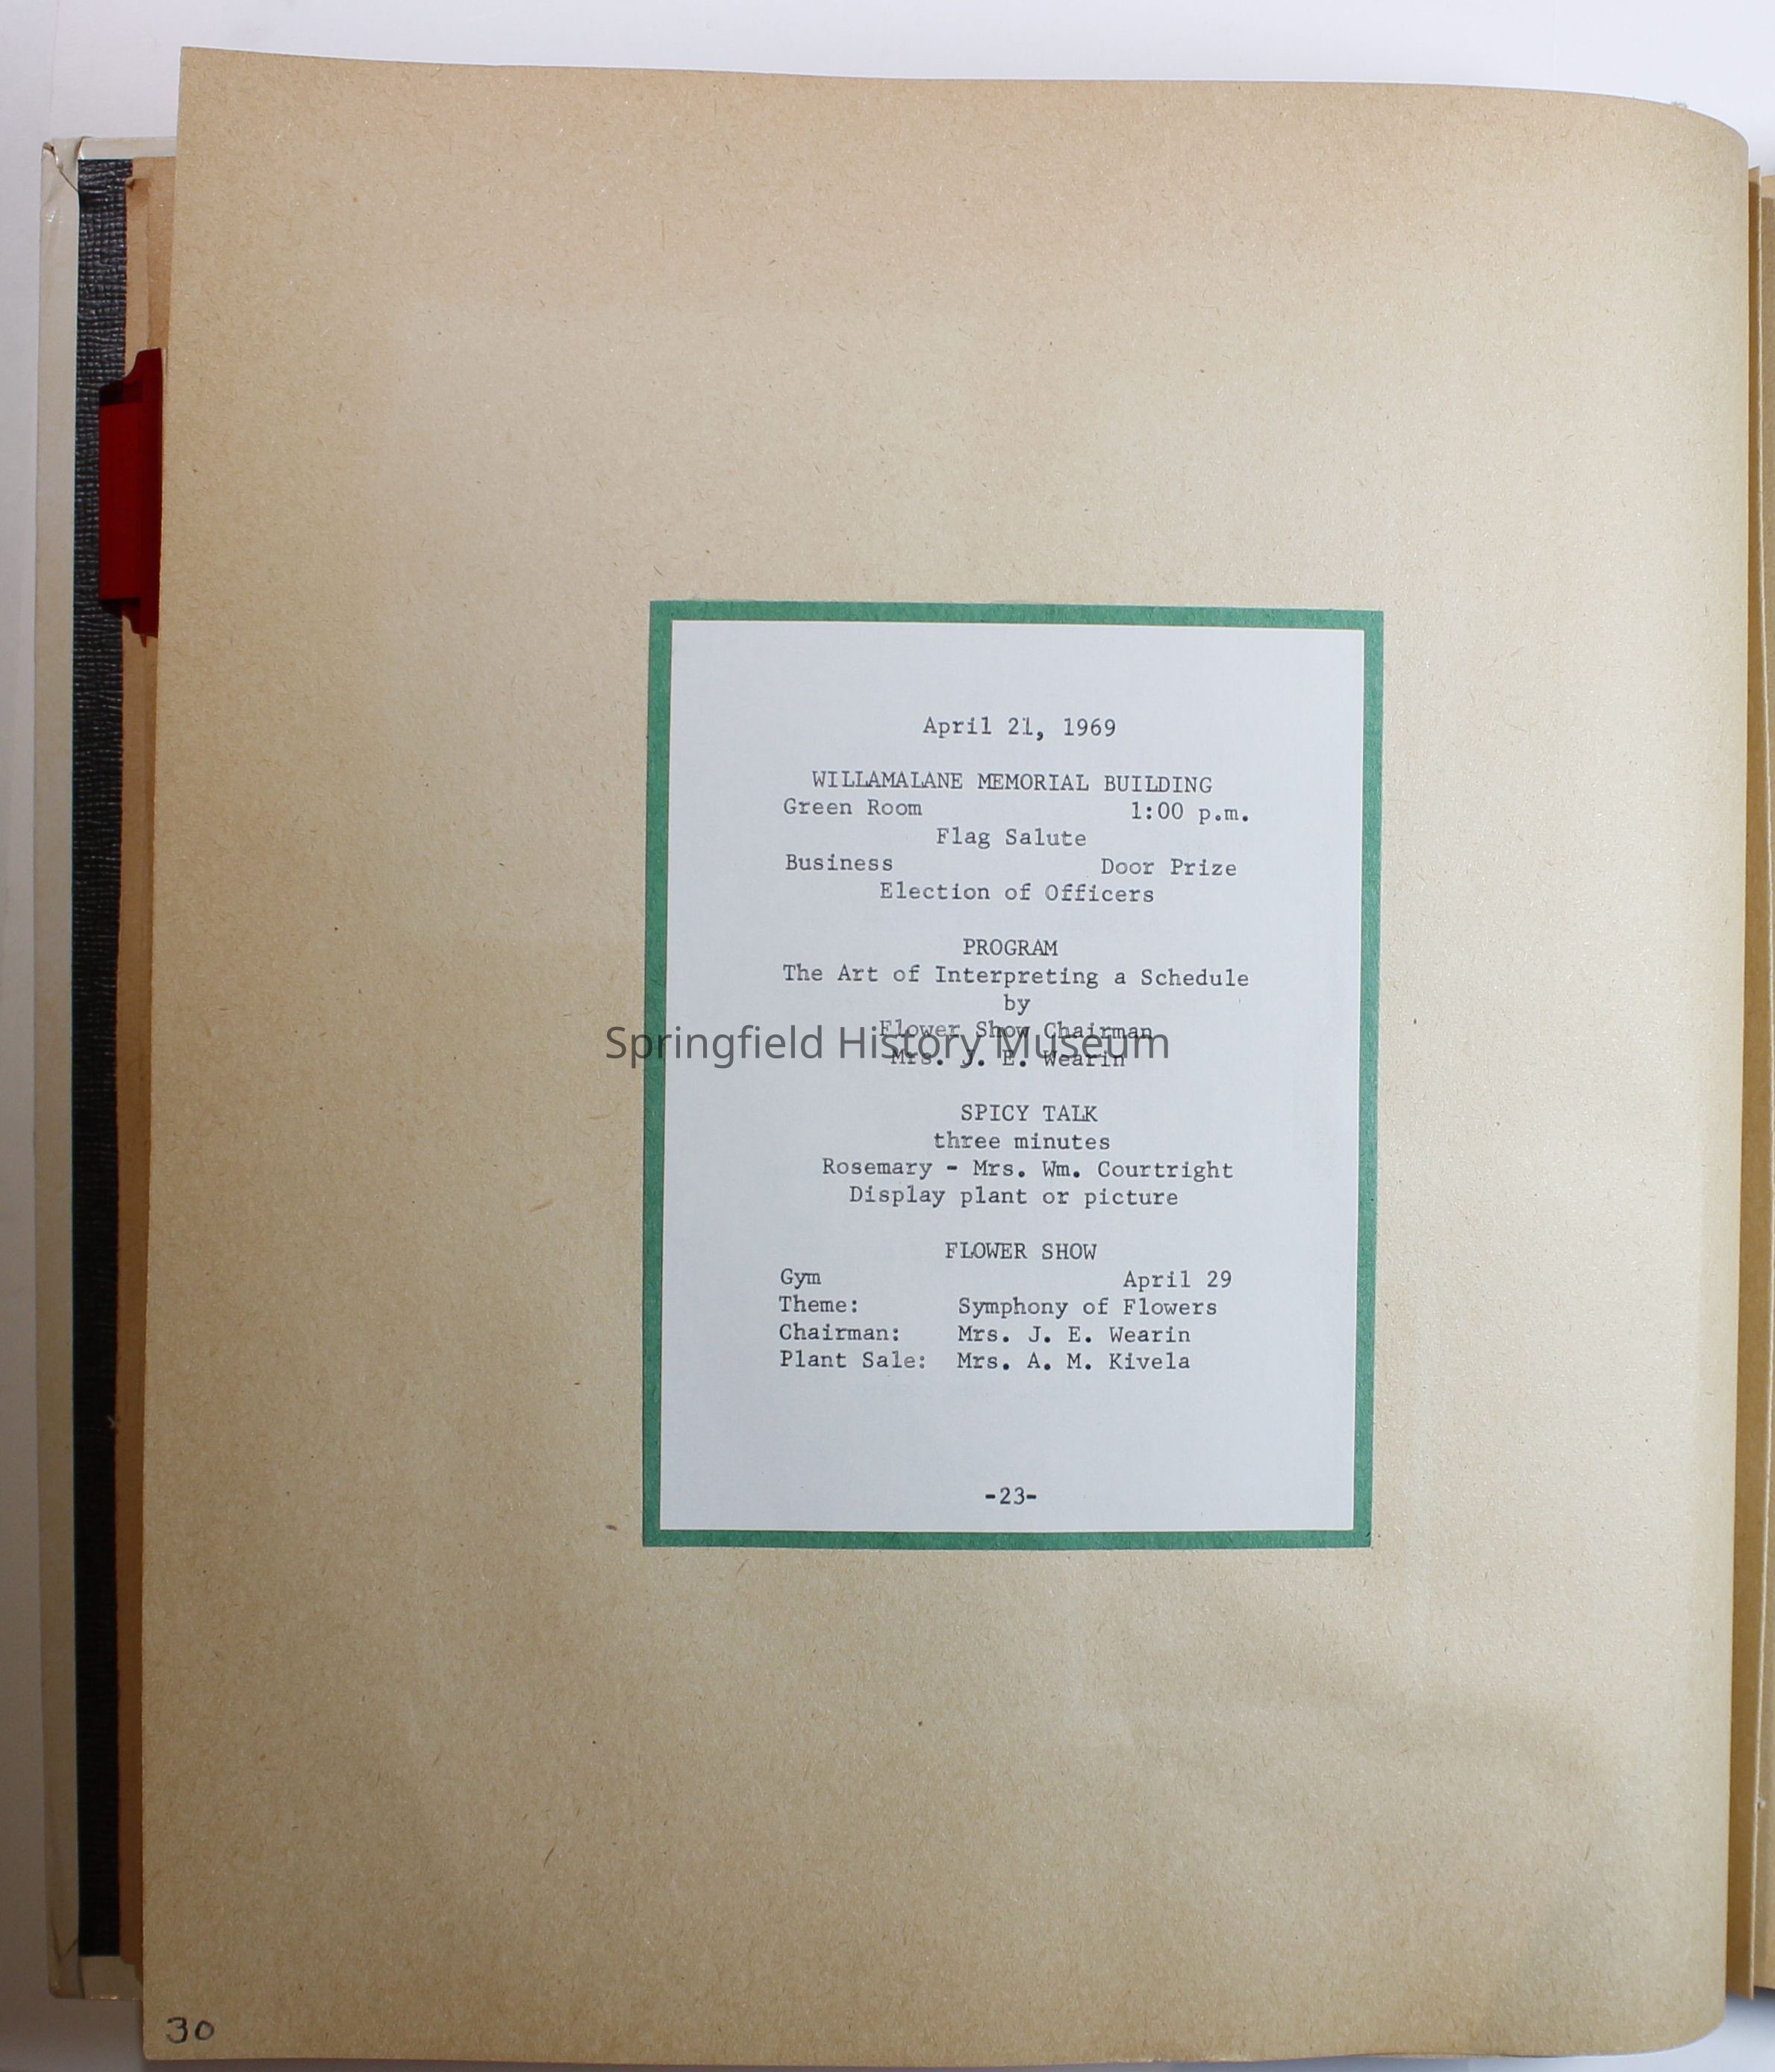 April 21, 1969
WILLAMALANE MEMORIAL BUILDING
Green Room 1:00 p.m.
Flag Salute
Business Door Prize
Election of Officers
PROGRAM
The Art of Interpreting a Schedule
by
Flower Show Chairman
Springfield History Museum
Mrs. J. E. Wearin
SPICY TALK
three minutes
Rosemary - Mrs. Wm. Courtright
Display plant or picture
FLOWER SHOW
Gym April 29
Theme: Symphony of Flowers
Chairman: Mrs. J. E. Wearin
Plant Sale: Mrs. A. M. Kivela
-23-
30